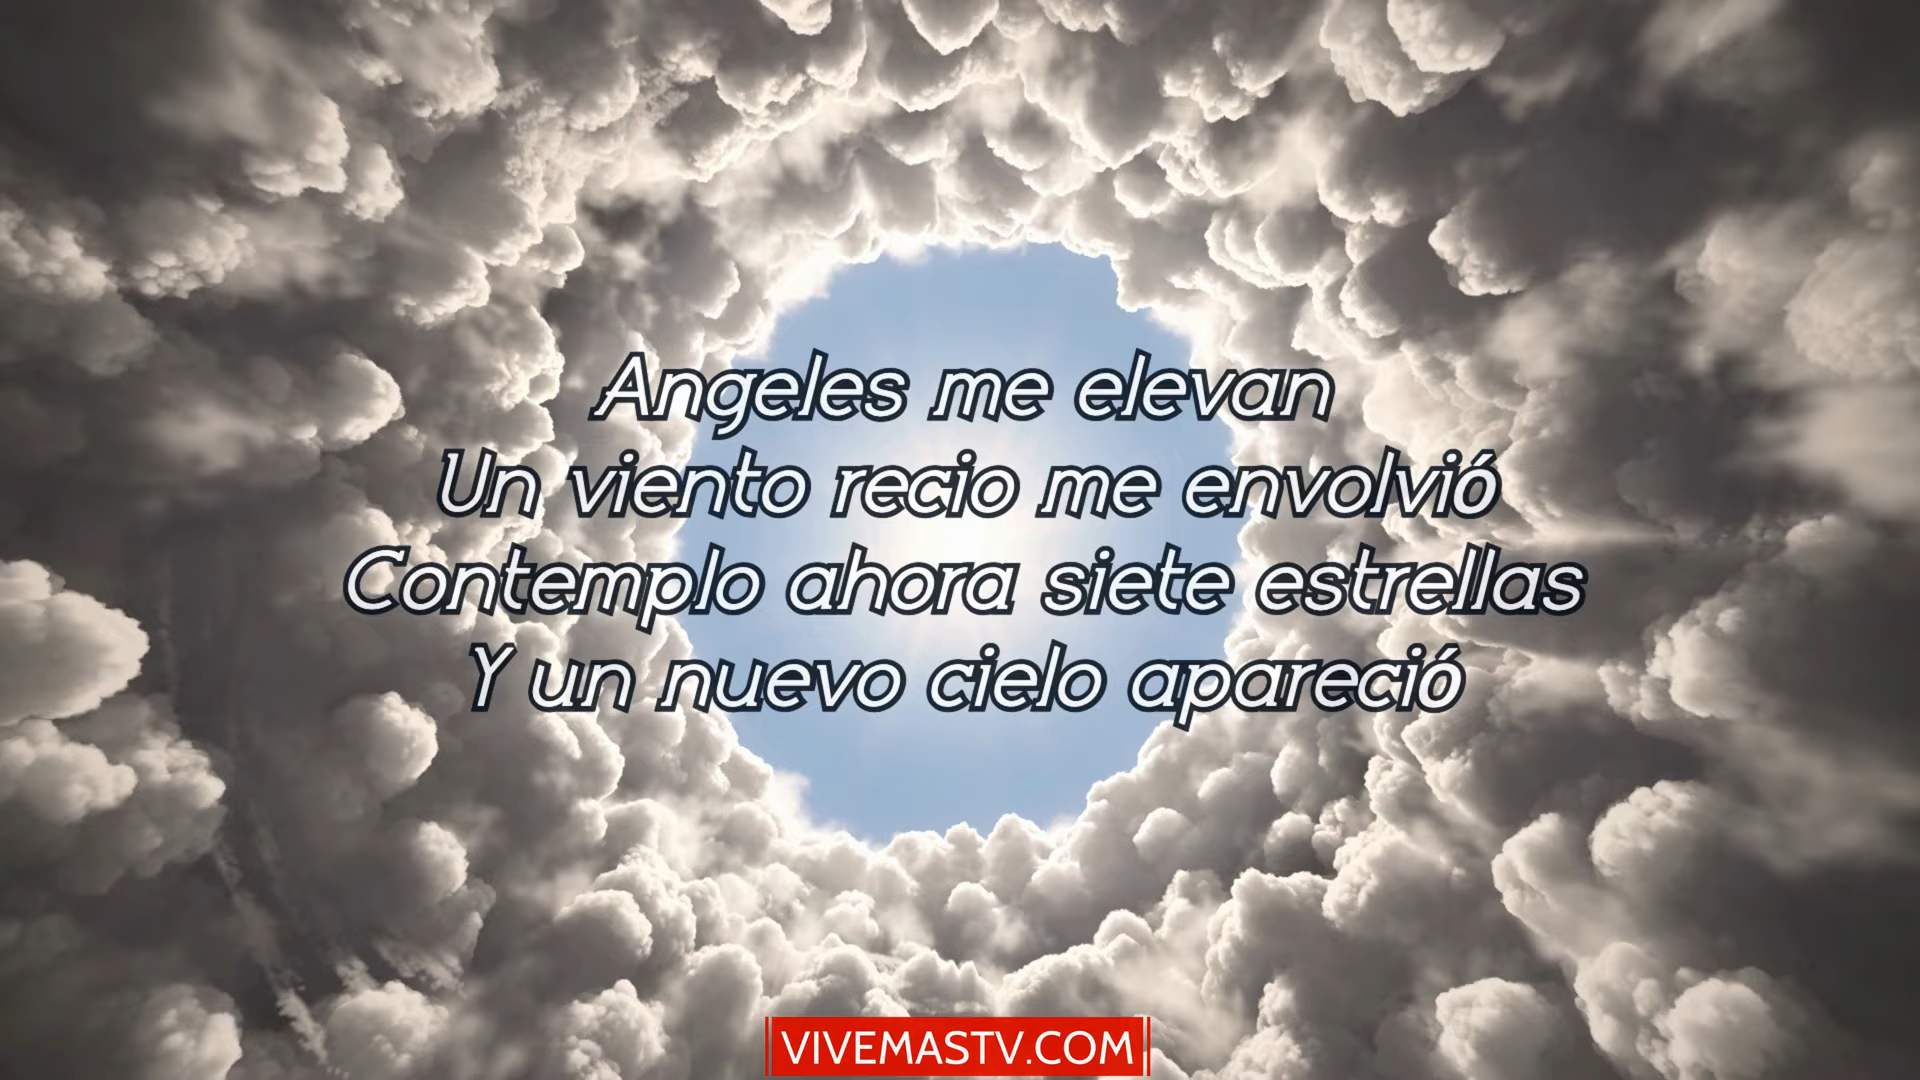 Angeles me elevan
Un viento recio me envolvió
Contemplo ahora siete estrellas
Y un nuevo cielo apareció
VIVEMASTV.COM